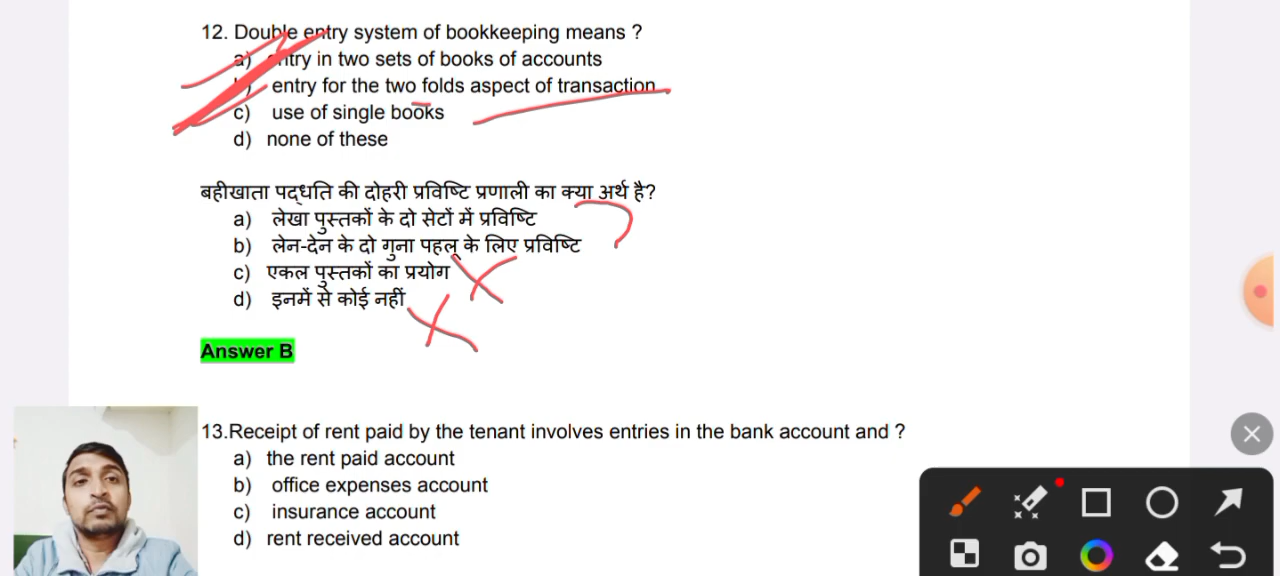 12. Double entry system of bookkeeping means ?
a) entry in two sets of books of accounts
) entry for the two folds aspect of transaction
c) use of single books
d) none of these
बहीखाता पद्धति की दोहरी प्रविष्टि प्रणाली का क्या अर्थ है?
a) लेखा पुस्तकों के दो सेटों में प्रविष्टि
b) लेन-देन के दो गुना पहलू के लिए प्रविष्टि
c) एकल पुस्तकों का प्रयोग
d) इनमें से कोई नहीं
Answer B
13.Receipt of rent paid by the tenant involves entries in the bank account and ?
a) the rent paid account
b) office expenses account
c) insurance account
d) rent received account